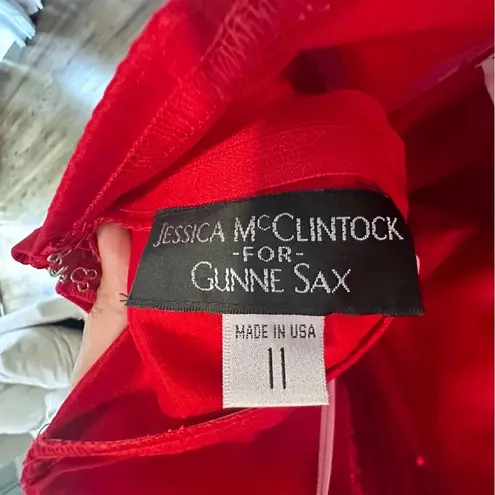 JESSICA McCLINTOCK
-FOR-
GUNNE SAX
MADE IN USA
11